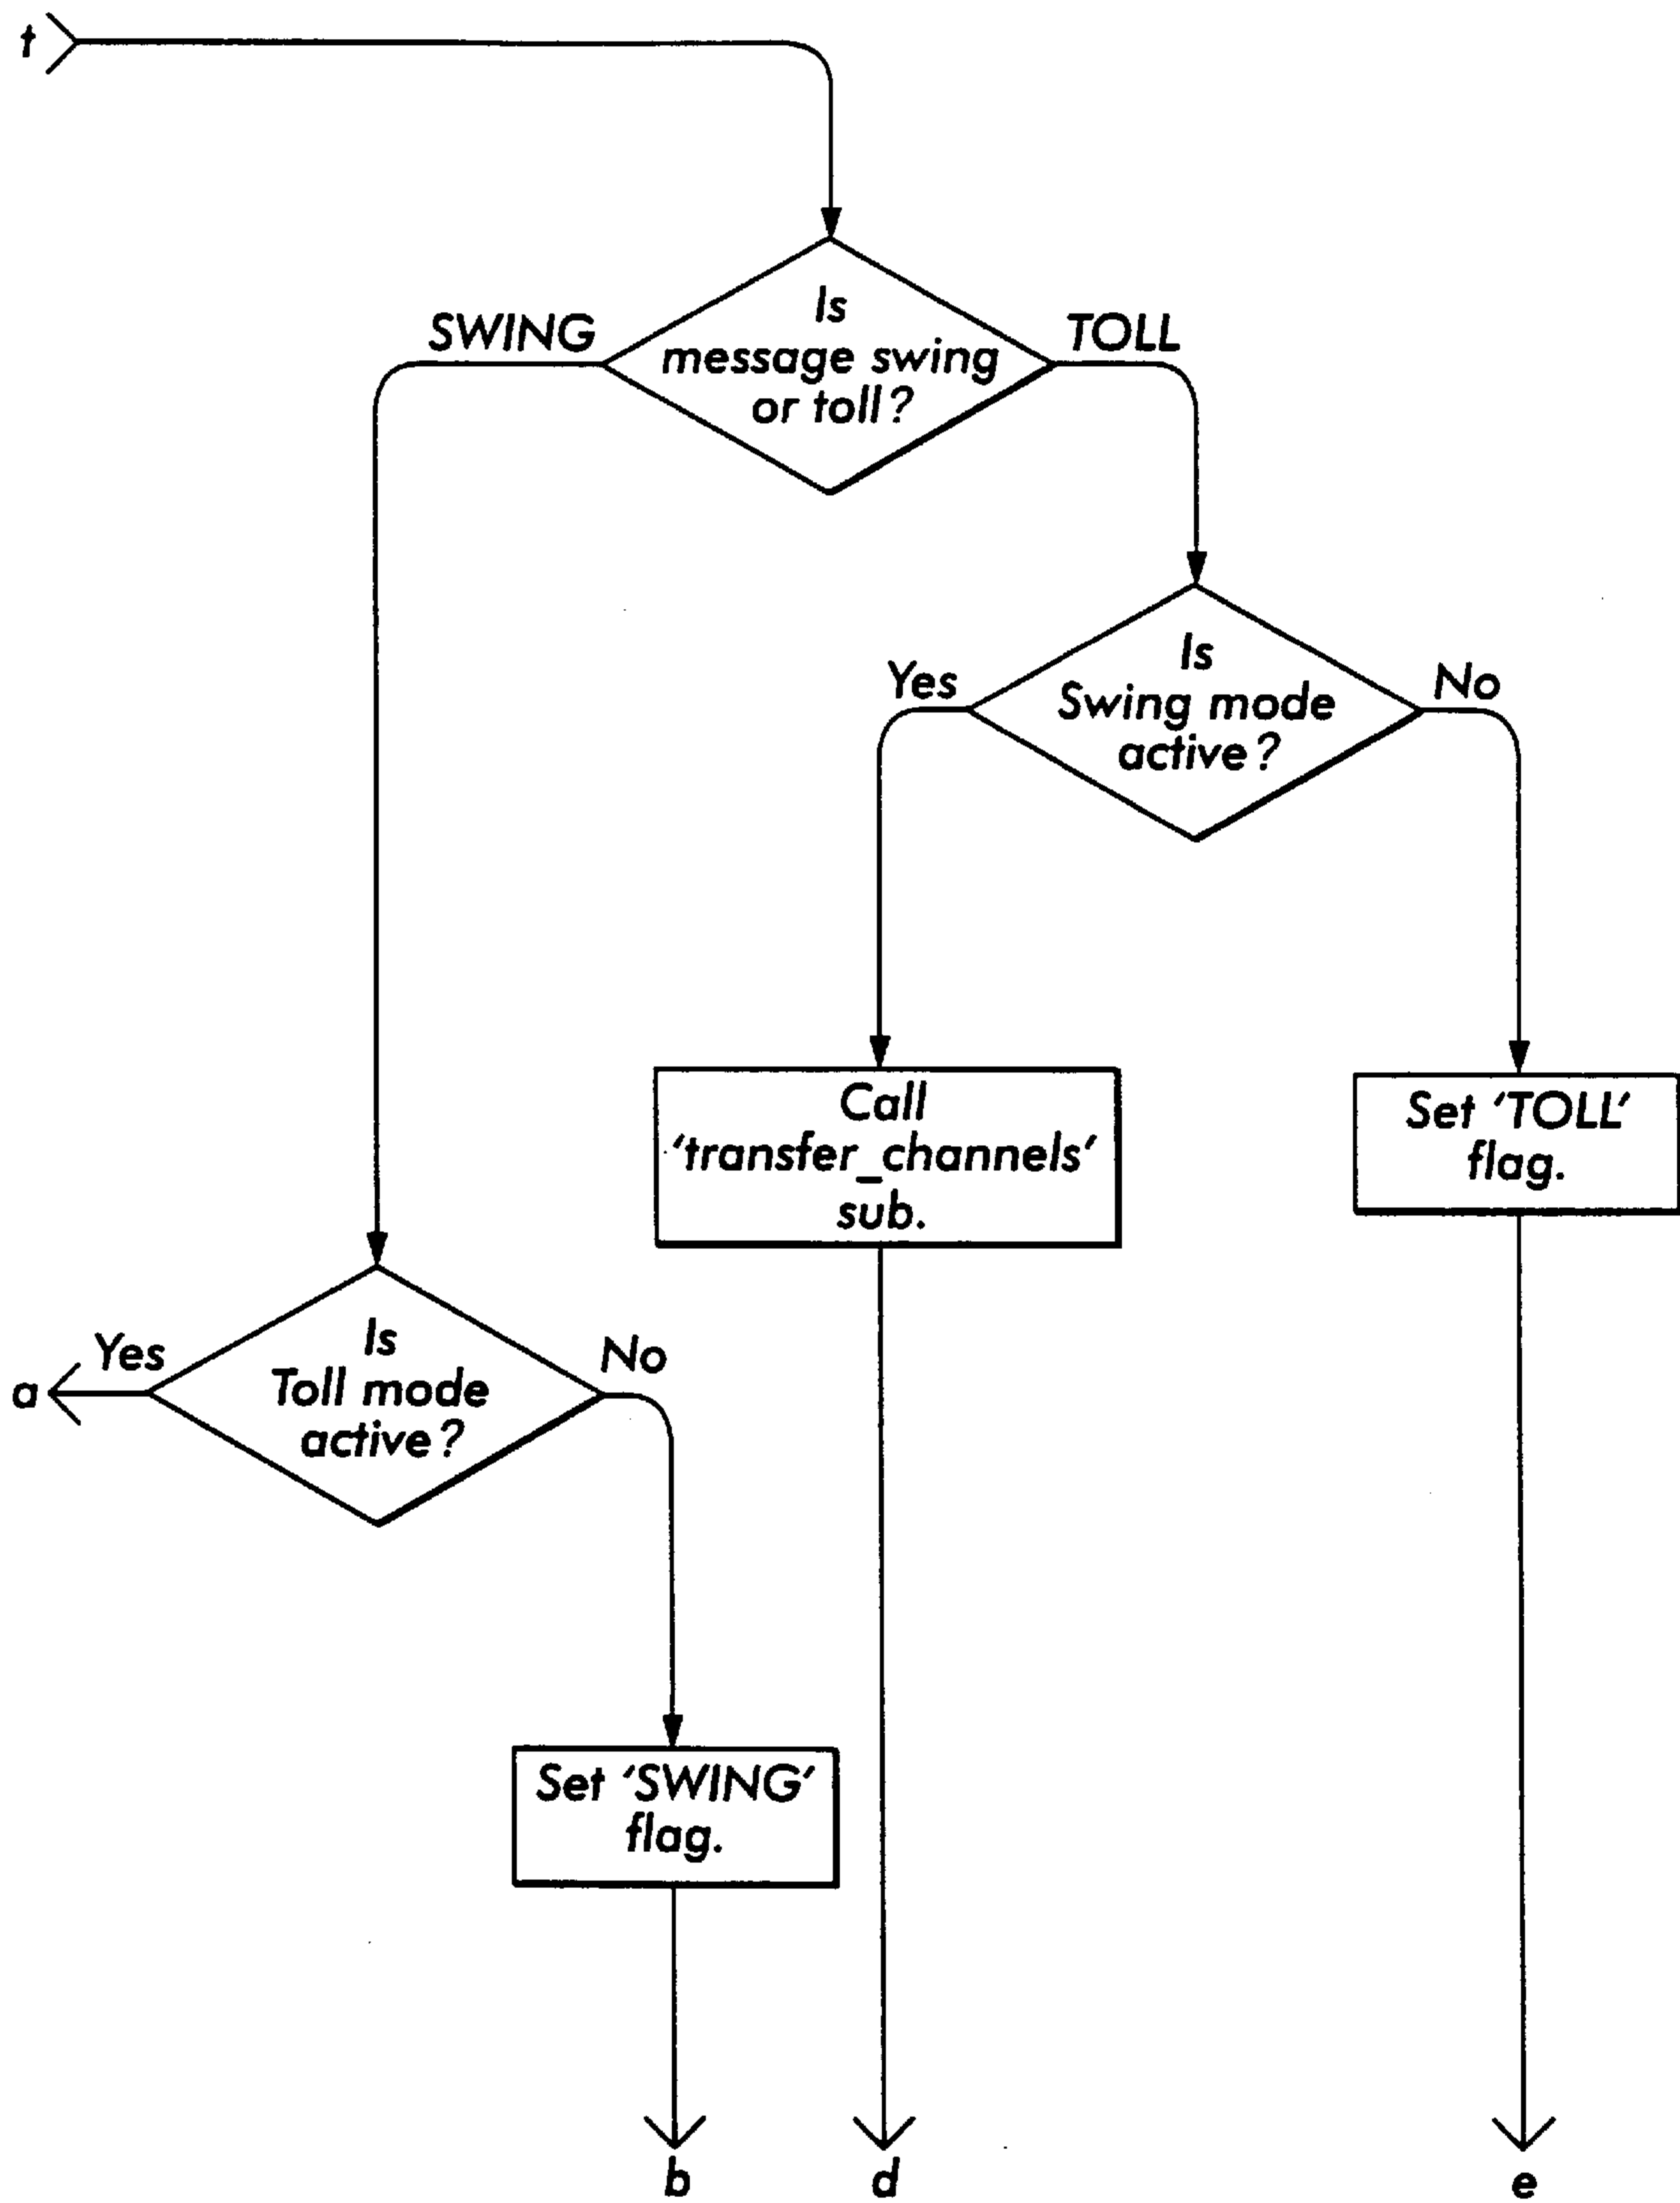 t
Is
message swing
or toll?
SWING
TOLL
Is
Swing mode
active?
Yes
No
Call
'transfer_channels'
sub.
Set 'TOLL'
flag.
Is
Toll mode
active?
Yes
No
a
Set 'SWING'
flag.
b
d
e